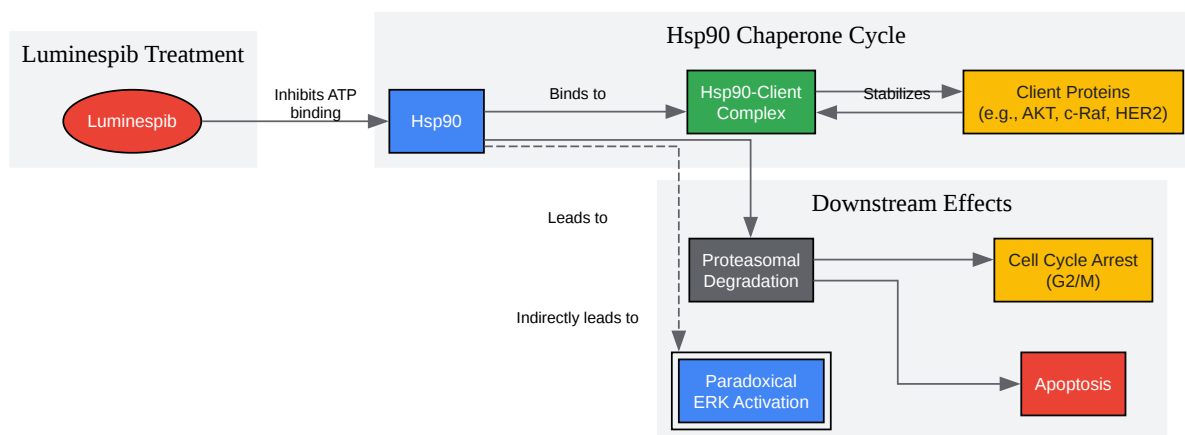 Luminespib Treatment
Luminespib
Inhibits ATP
binding
Hsp90 Chaperone Cycle
Hsp90
Binds to
Hsp90-Client
Complex
Stabilizes
Client Proteins
(e.g., AKT, c-Raf, HER2)
Leads to
Indirectly leads to
Downstream Effects
Proteasomal
Degradation
Cell Cycle Arrest
(G2/M)
Paradoxical
ERK Activation
Apoptosis